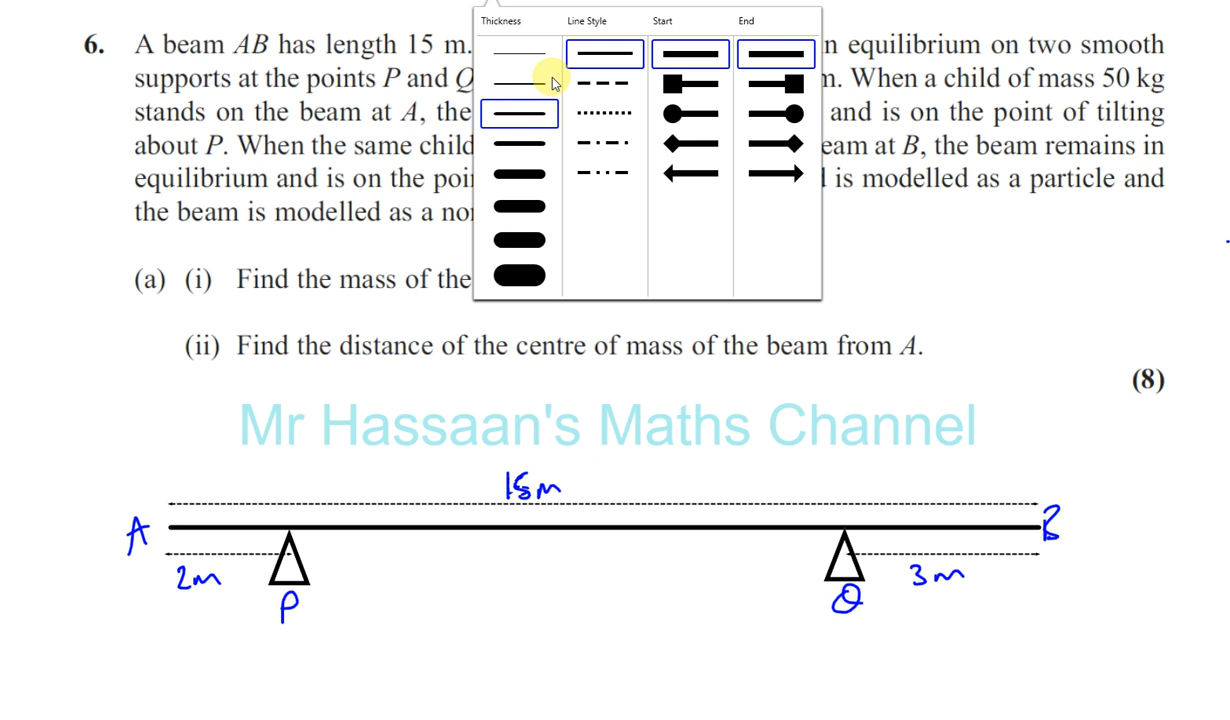 Thickness Line Style Start End
6. A beam AB has length 15 m. n equilibrium on two smooth
supports at the points P and Q m. When a child of mass 50 kg
stands on the beam at A, the and is on the point of tilting
about P. When the same child eam at B, the beam remains in
equilibrium and is on the poi d is modelled as a particle and
the beam is modelled as a no
(a) (i) Find the mass of the
(ii) Find the distance of the centre of mass of the beam from A.
(8)
Mr Hassaan's Maths Channel
15m
A B
2m 3m
P Q